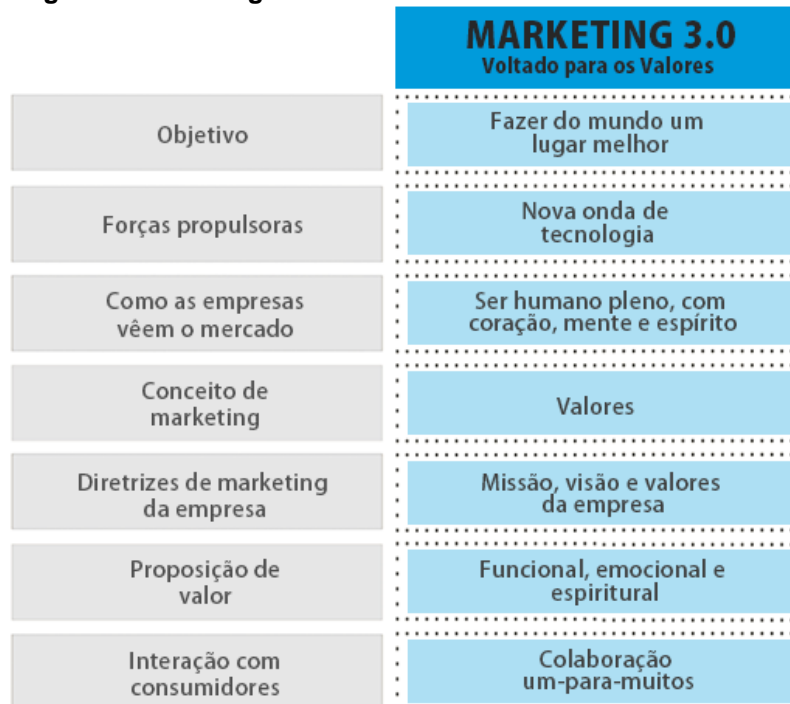 MARKETING 3.0
Voltado para os Valores
Objetivo
Fazer do mundo um
lugar melhor
Forças propulsoras
Nova onda de
tecnologia
Como as empresas
vêem o mercado
Ser humano pleno, com
coração, mente e espírito
Conceito de
marketing
Valores
Diretrizes de marketing
da empresa
Missão, visão e valores
da empresa
Proposição de
valor
Funcional, emocional e
espiritural
Interação com
consumidores
Colaboração
um-para-muitos